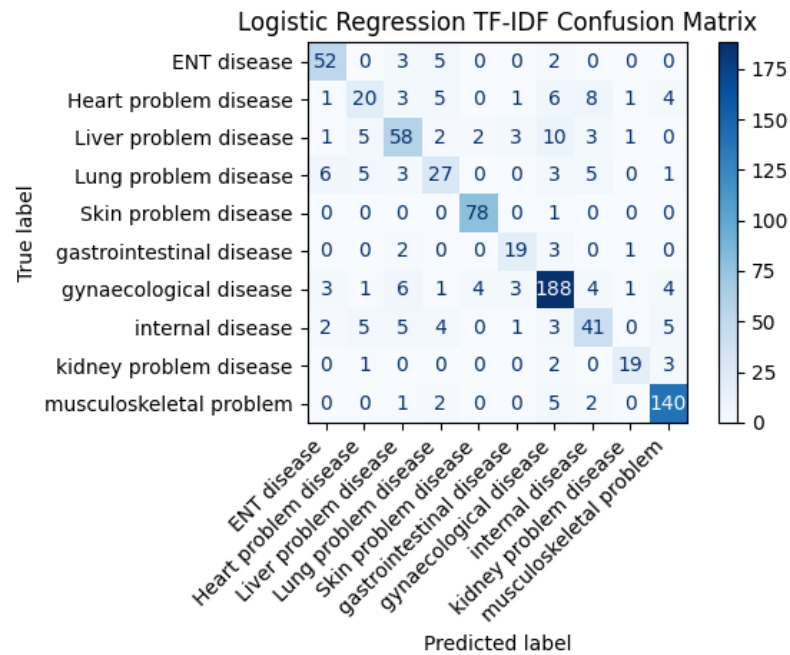 Logistic Regression TF-IDF Confusion Matrix
True label
ENT disease 52 0 3 5 0 0 2 0 0 0
Heart problem disease 1 20 3 5 0 1 6 8 1 4
Liver problem disease 1 5 58 2 2 3 10 3 1 0
Lung problem disease 6 5 3 27 0 0 3 5 0 1
Skin problem disease 0 0 0 0 78 0 1 0 0 0
gastrointestinal disease 0 0 2 0 0 19 3 0 1 0
gynaecological disease 3 1 6 1 4 3 188 4 1 4
internal disease 2 5 5 4 0 1 3 41 0 5
kidney problem disease 0 1 0 0 0 0 2 0 19 3
musculoskeletal problem 0 0 1 2 0 0 5 2 0 140
ENT disease
Heart problem disease
Liver problem disease
Lung problem disease
Skin problem disease
gastrointestinal disease
gynaecological disease
internal disease
kidney problem disease
musculoskeletal problem
Predicted label
175
150
125
100
75
50
25
0